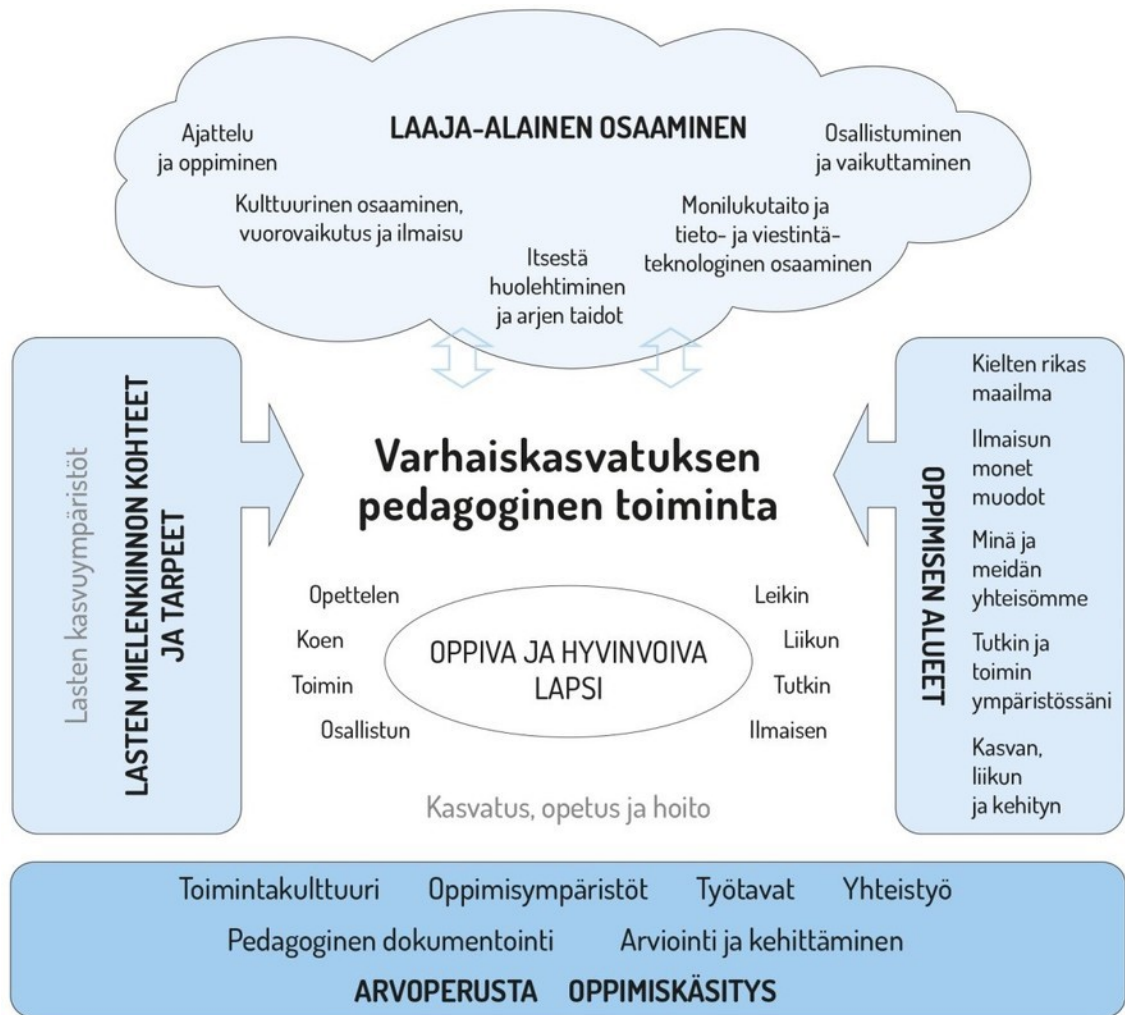 LAAJA-ALAINEN OSAAMINEN
Ajattelu
ja oppiminen
Kulttuurinen osaaminen,
vuorovaikutus ja ilmaisu
Itsestä
huolehtiminen
ja arjen taidot
Monilukutaito ja
tieto- ja viestintä-
teknologinen osaaminen
Osallistuminen
ja vaikuttaminen
Lasten kasvuympäristöt
LASTEN MIELENKIINNON KOHTEET
JA TARPEET
Varhaiskasvatuksen
pedagoginen toiminta
Opettelen
Koen
Toimin
Osallistun
OPPIVA JA HYVINVOIVA
LAPSI
Leikin
Liikun
Tutkin
Ilmaisen
Kasvatus, opetus ja hoito
OPPIMISEN ALUEET
Kielten rikas
maailma
Ilmaisun
monet
muodot
Minä ja
meidän
yhteisömme
Tutkin ja
toimin
ympäristössäni
Kasvan,
liikun
ja kehityn
Toimintakulttuuri Oppimisympäristöt Työtavat Yhteistyö
Pedagoginen dokumentointi Arviointi ja kehittäminen
ARVOPERUSTA OPPIMISKÄSITYS